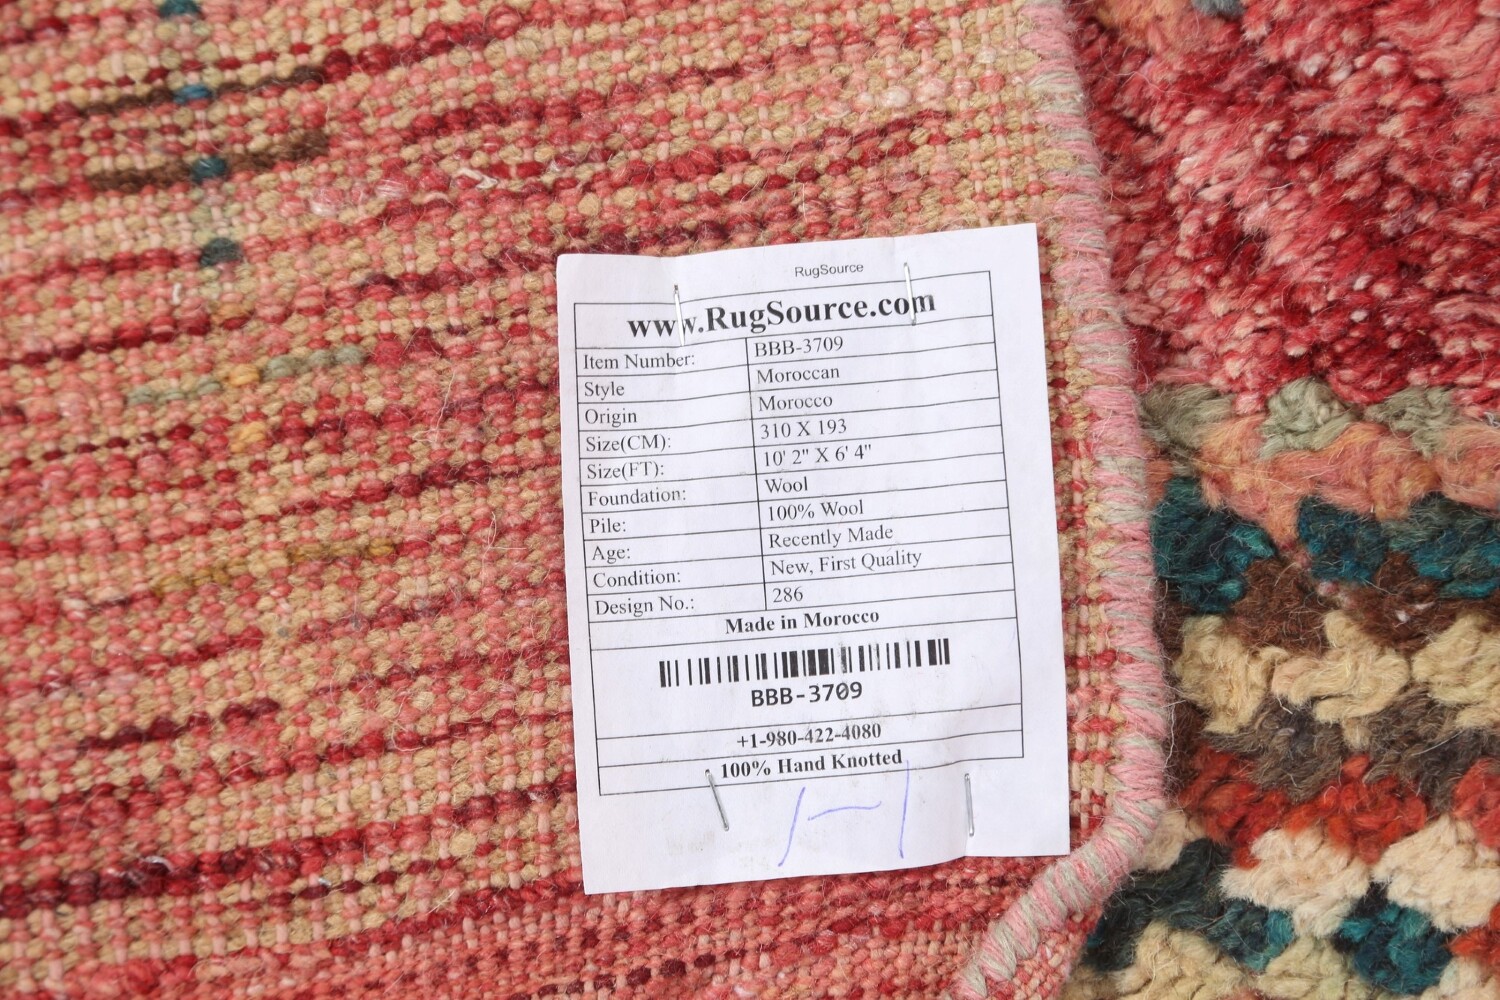 RugSource
www.RugSource.com
Item Number: BBB-3709
Style Moroccan
Origin Morocco
Size(CM): 310 X 193
Size(FT): 10' 2" X 6' 4"
Foundation: Wool
Pile: 100% Wool
Age: Recently Made
Condition: New, First Quality
Design No.: 286
Made in Morocco
BBB-3709
+1-980-422-4080
100% Hand Knotted